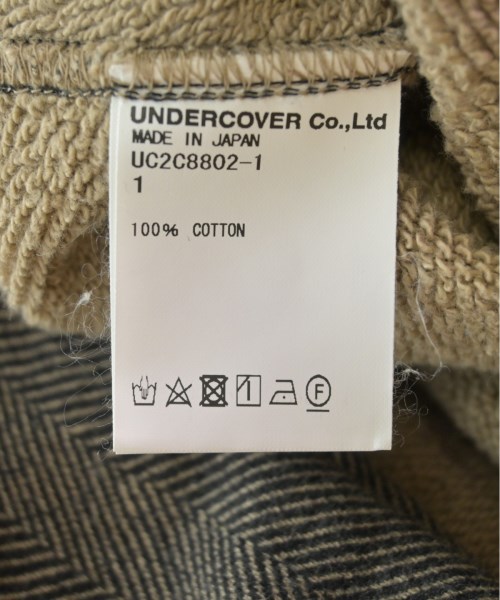 UNDERCOVER Co.,Ltd
MADE IN JAPAN
UC2C8802-1
1
100% COTTON
F